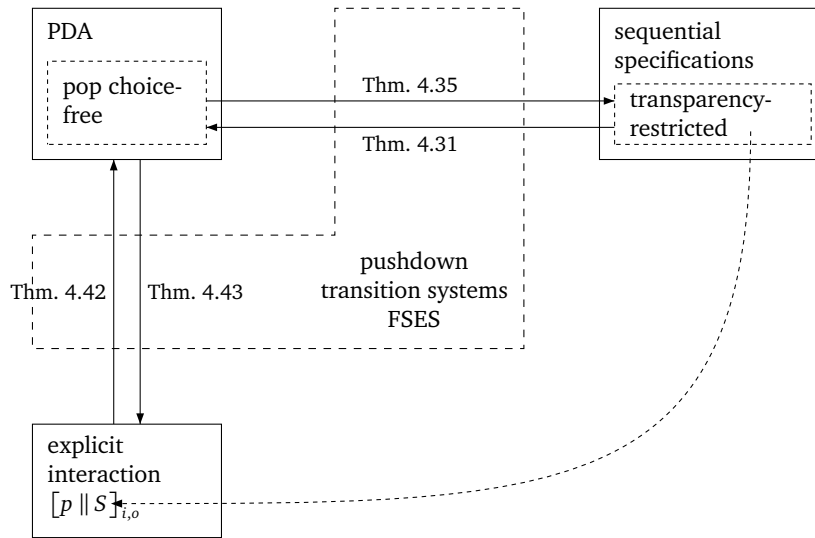 PDA
pop choice-
free
sequential
specifications
transparency-
restricted
Thm. 4.35
Thm. 4.31
pushdown
transition systems
FSES
Thm. 4.42
Thm. 4.43
explicit
interaction
[p ∥ S]i,o